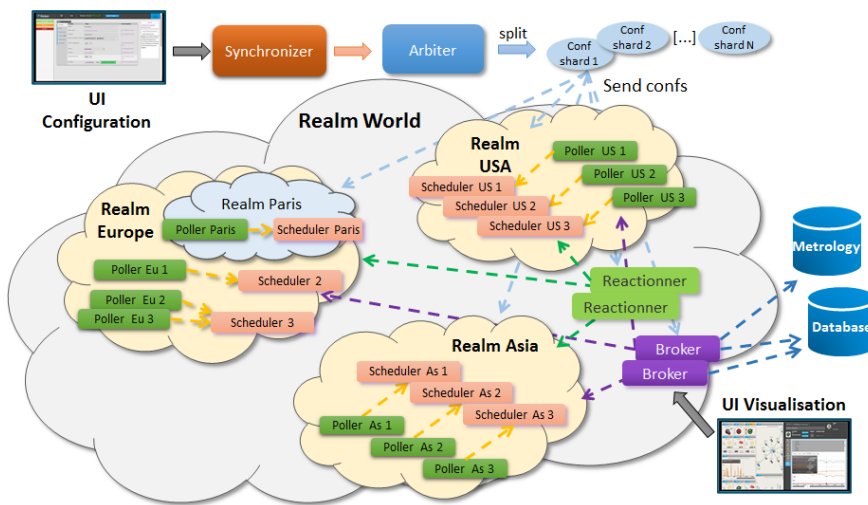 UI
Configuration
Synchronizer
Arbiter
split
Conf
shard 1
Conf
shard 2
[...]
Conf
shard N
Send confs
Realm World
Realm
USA
Poller US 1
Poller US 2
Poller US 3
Scheduler US 1
Scheduler US 2
Scheduler US 3
Realm
Europe
Realm Paris
Poller Paris
Scheduler Paris
Poller Eu 1
Scheduler 2
Poller Eu 2
Poller Eu 3
Scheduler 3
Reactionner
Reactionner
Metrology
Database
Broker
Broker
Realm Asia
Scheduler As 1
Scheduler As 2
Scheduler As 3
Poller As 1
Poller As 2
Poller As 3
UI Visualisation